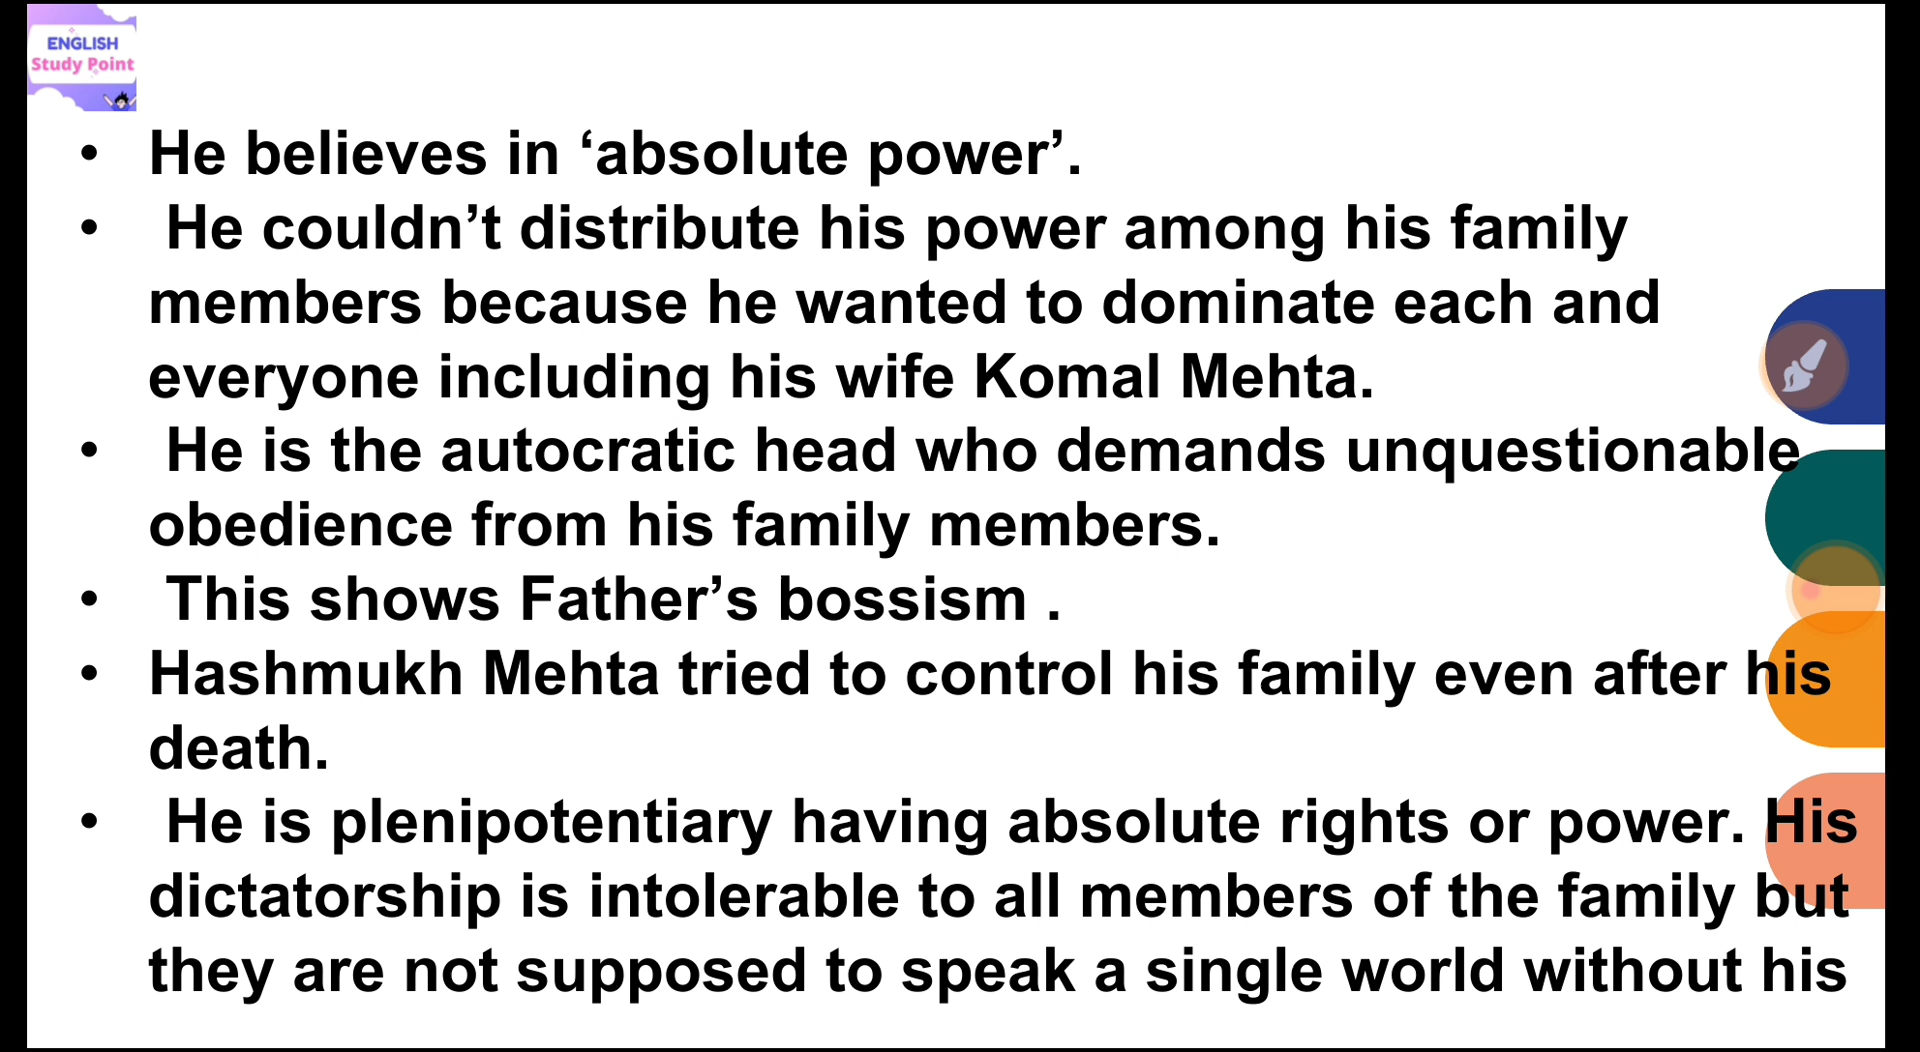 ENGLISH
Study Point
• He believes in ‘absolute power’.
• He couldn’t distribute his power among his family
members because he wanted to dominate each and
everyone including his wife Komal Mehta.
• He is the autocratic head who demands unquestionable
obedience from his family members.
• This shows Father’s bossism .
• Hashmukh Mehta tried to control his family even after his
death.
• He is plenipotentiary having absolute rights or power. His
dictatorship is intolerable to all members of the family but
they are not supposed to speak a single world without his